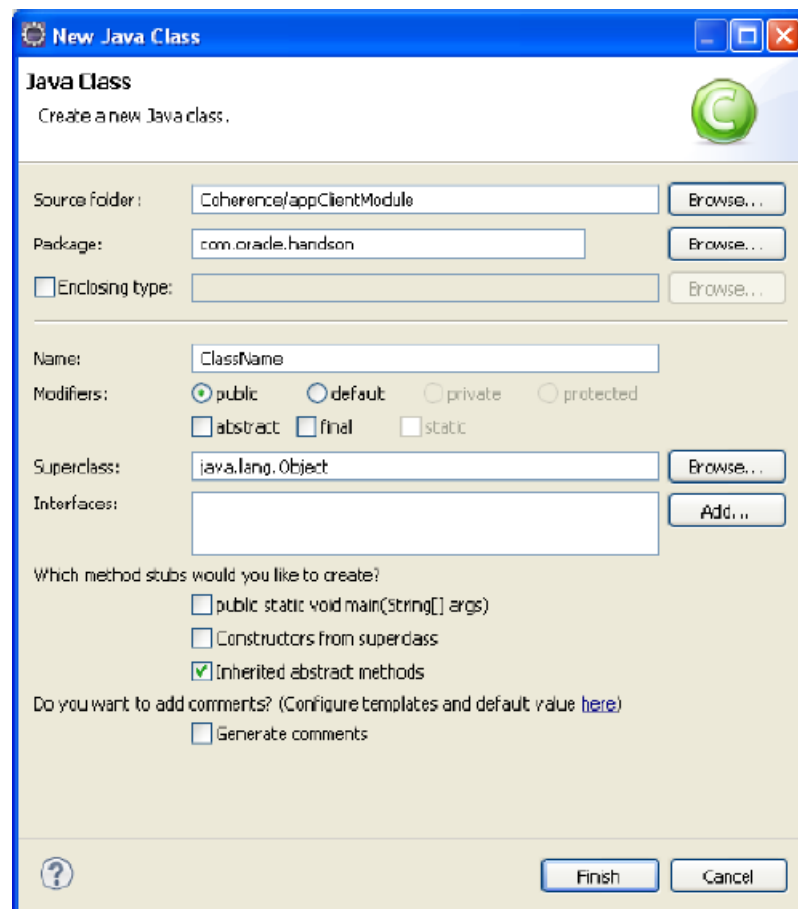 New Java Class
Java Class
Create a new Java class.
Source folder: Coherence/appClientModule Browse...
Package: com.oracle.handson Browse...
Enclosing type: Browse...
Name: ClassName
Modifiers: public default private protected
abstract final static
Superclass: java.lang.Object Browse...
Interfaces: Add...
Which method stubs would you like to create?
public static void main(String[] args)
Constructors from superclass
Inherited abstract methods
Do you want to add comments? (Configure templates and default value here)
Generate comments
? Finish Cancel